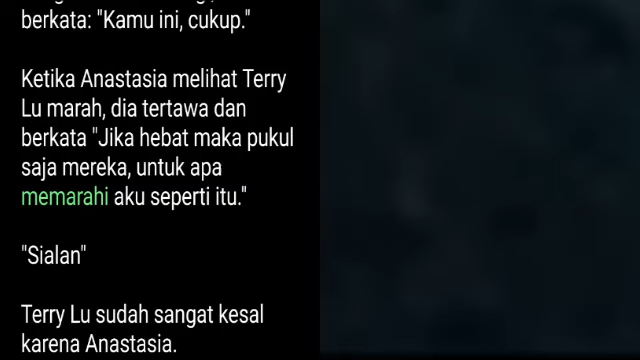 berkata: "Kamu ini, cukup."
Ketika Anastasia melihat Terry
Lu marah, dia tertawa dan
berkata "Jika hebat maka pukul
saja mereka, untuk apa
memarahi aku seperti itu."
"Sialan"
Terry Lu sudah sangat kesal
karena Anastasia.